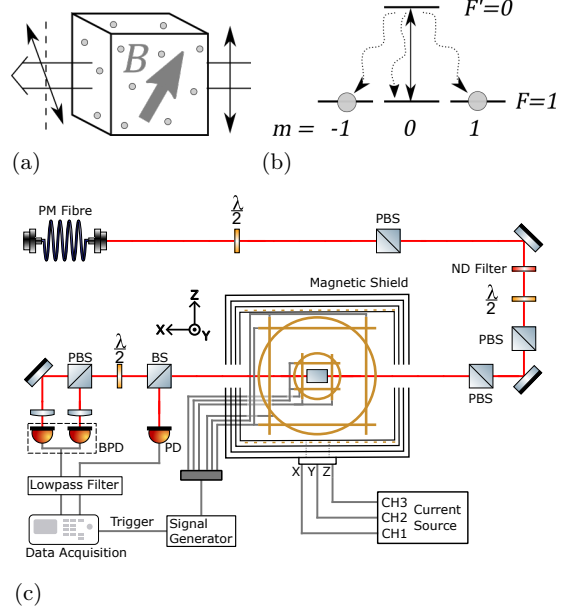 B
F'=0
F=1
m = -1 0 1
(a)
(b)
PM Fibre
λ/2
PBS
ND Filter
λ/2
PBS
PBS
Magnetic Shield
Z
X
Y
PBS
λ/2
BS
BPD
PD
Lowpass Filter
Data Acquisition
Trigger
Signal
Generator
X Y Z
CH3
CH2
CH1
Current
Source
(c)